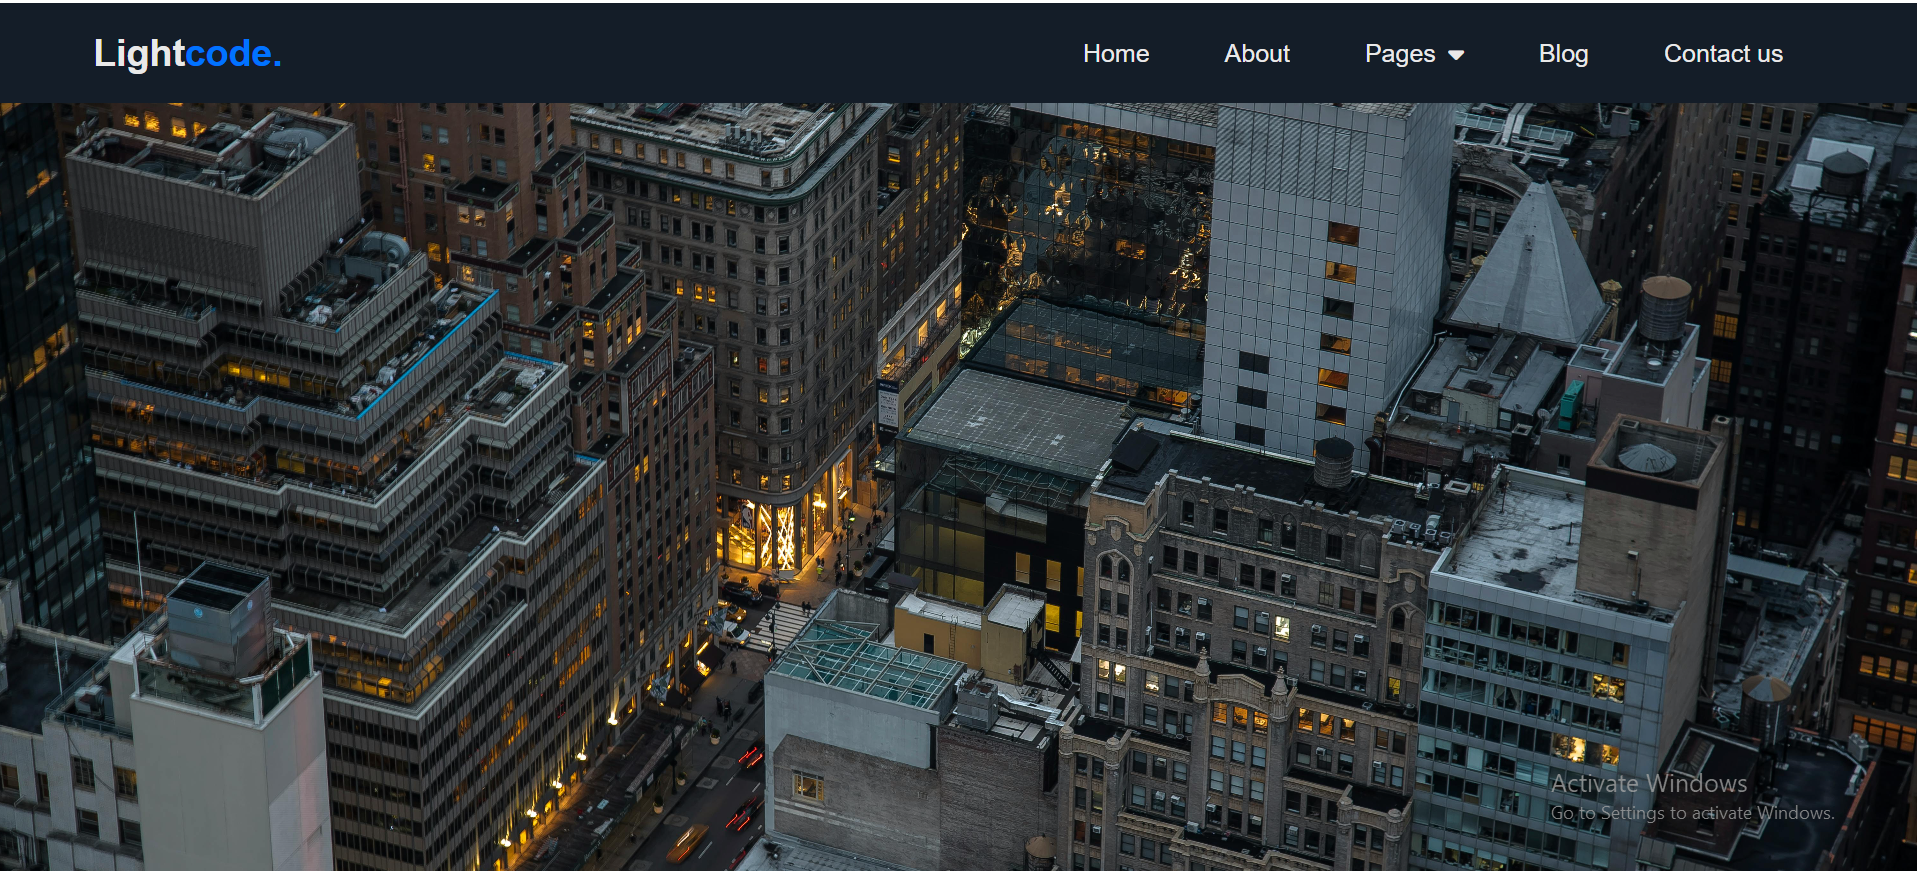 Lightcode.
Home About Pages Blog Contact us
Activate Windows
Go to Settings to activate Windows.